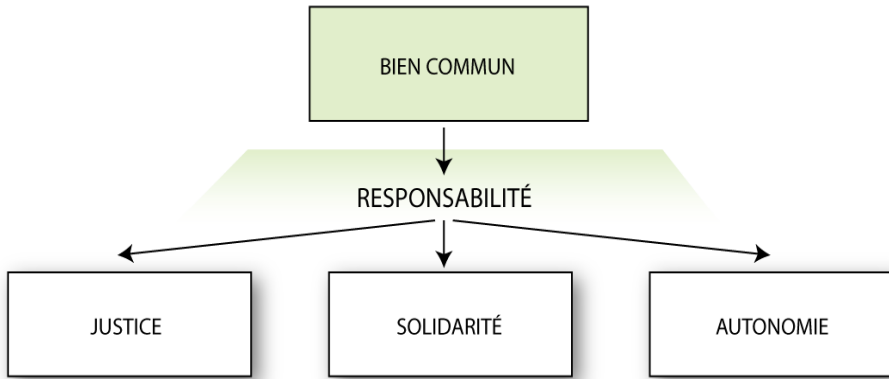 BIEN COMMUN
RESPONSABILITÉ
JUSTICE
SOLIDARITÉ
AUTONOMIE